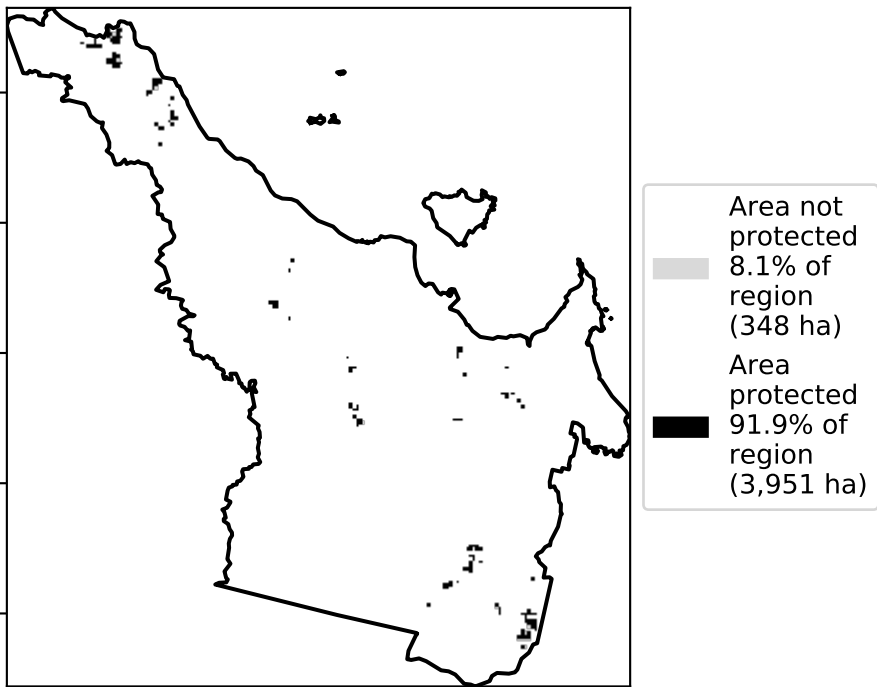 Area not
protected
8.1% of
region
(348 ha)
Area
protected
91.9% of
region
(3,951 ha)